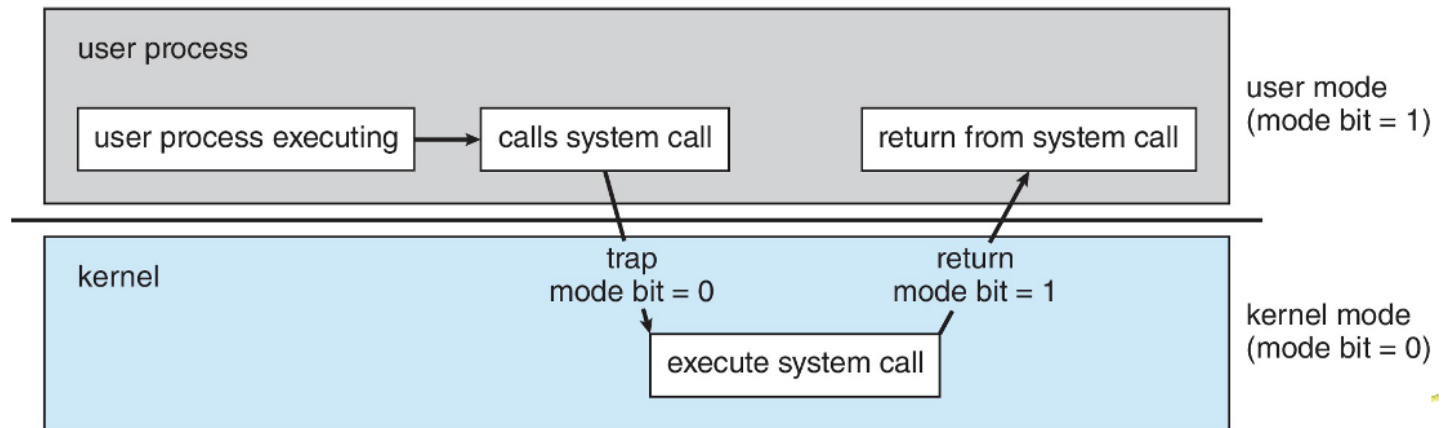 user process
user process executing
calls system call
return from system call
user mode
(mode bit = 1)
kernel
trap
mode bit = 0
return
mode bit = 1
execute system call
kernel mode
(mode bit = 0)